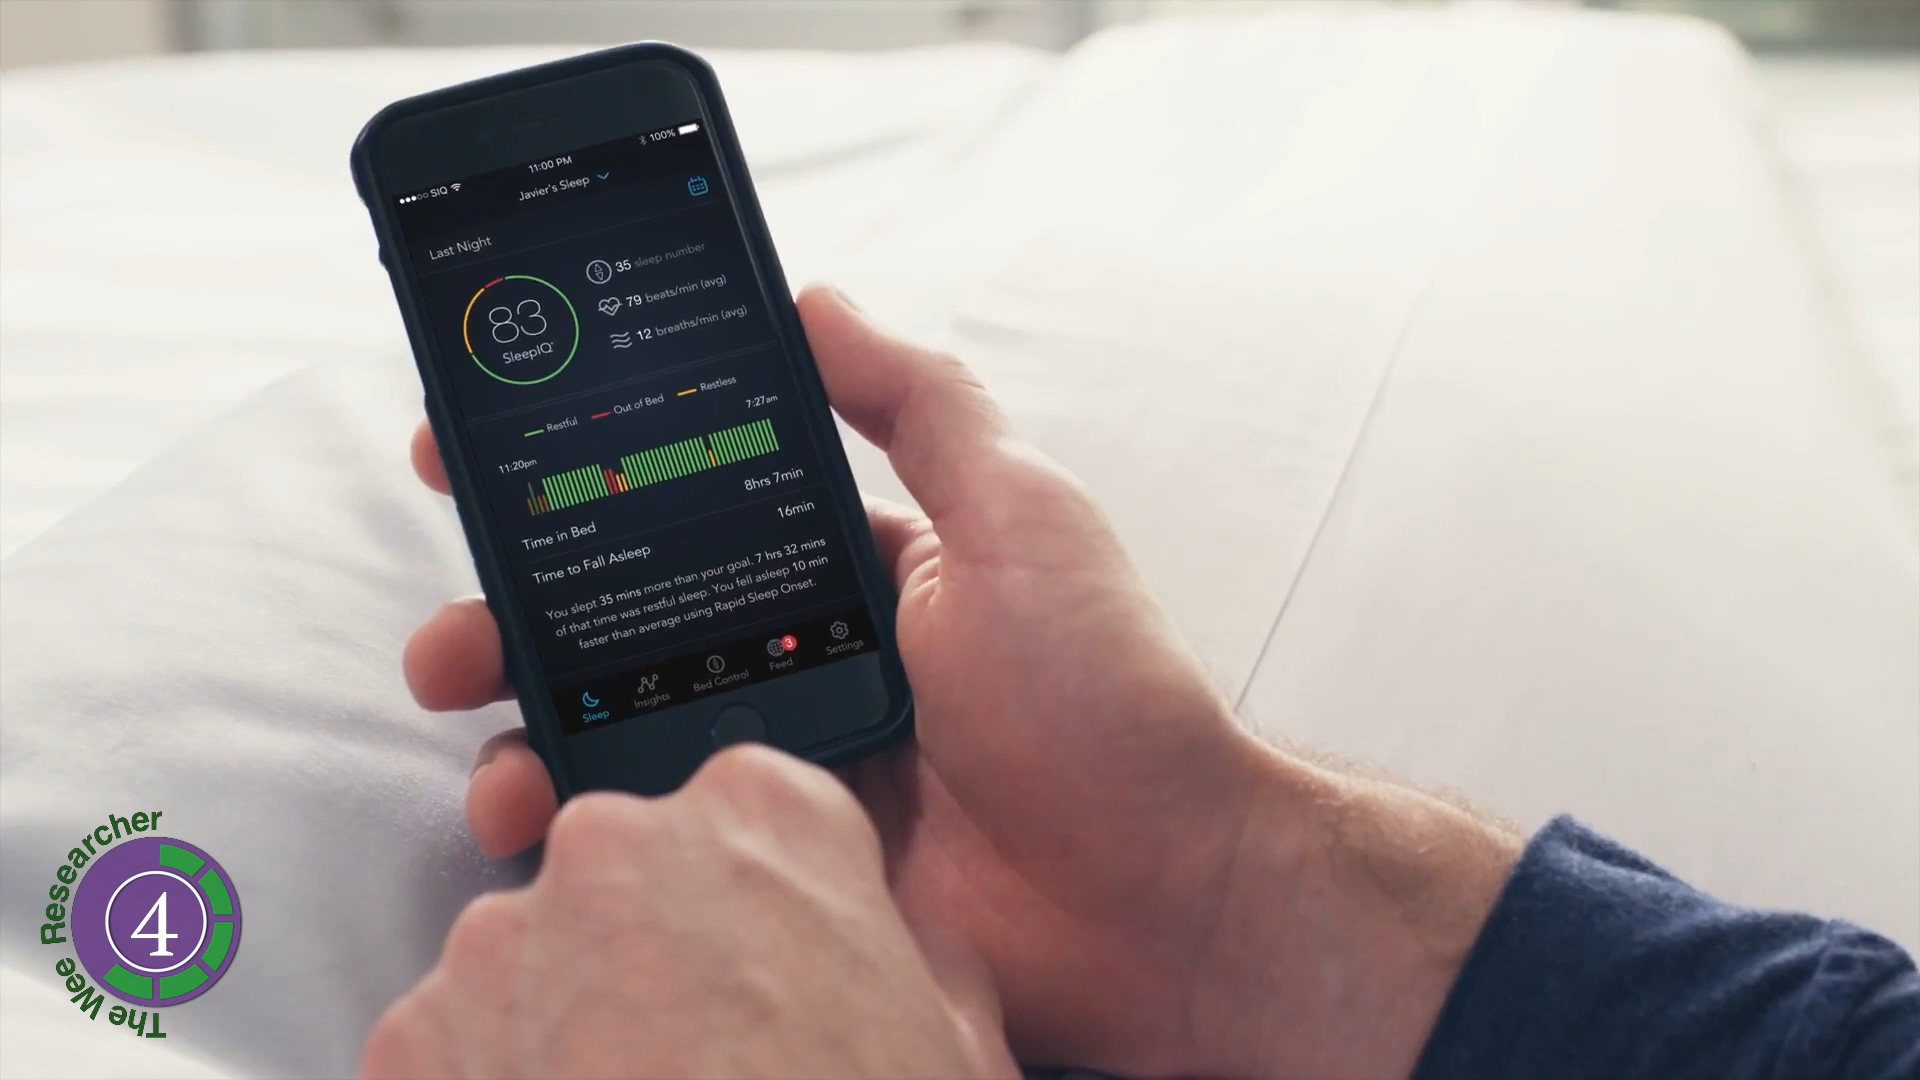 ●●●○○ SIQ
11:00 PM
100%
Javier's Sleep
Last Night
83
SleepIQ
35 sleep number
79 beats/min (avg)
12 breaths/min (avg)
Restful
Out of Bed
Restless
11:20pm
7:27am
Time in Bed
8hrs 7min
Time to Fall Asleep
16min
You slept 35 mins more than your goal. 7 hrs 32 mins
of that time was restful sleep. You fell asleep 10 min
faster than average using Rapid Sleep Onset.
Sleep
Insights
Bed Control
3
Feed
Settings
The Wee Researcher
4